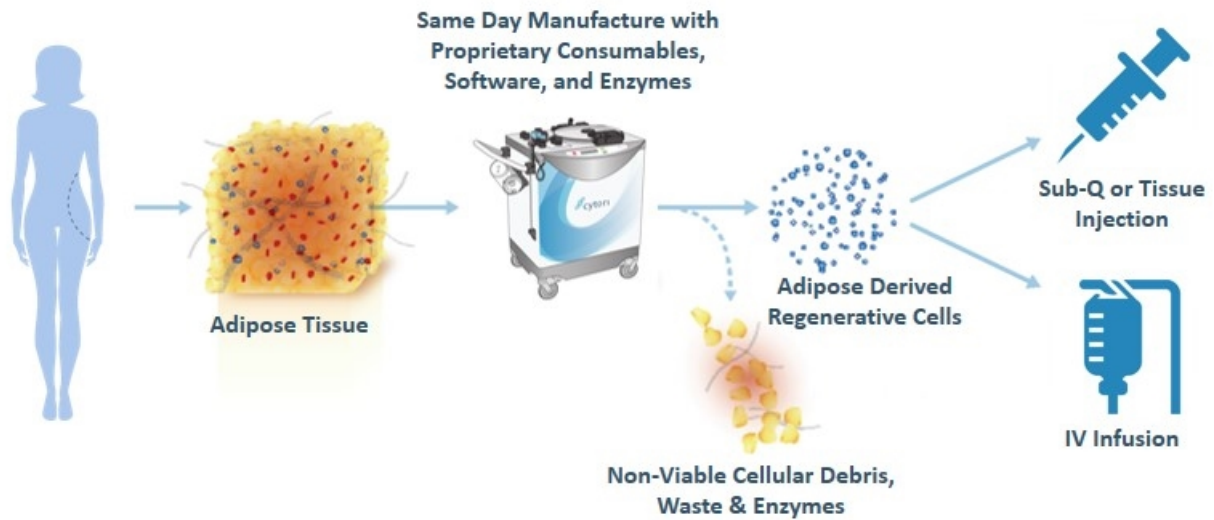 Same Day Manufacture with
Proprietary Consumables,
Software, and Enzymes
cytori
Adipose Tissue
Adipose Derived
Regenerative Cells
Sub-Q or Tissue
Injection
IV Infusion
Non-Viable Cellular Debris,
Waste & Enzymes